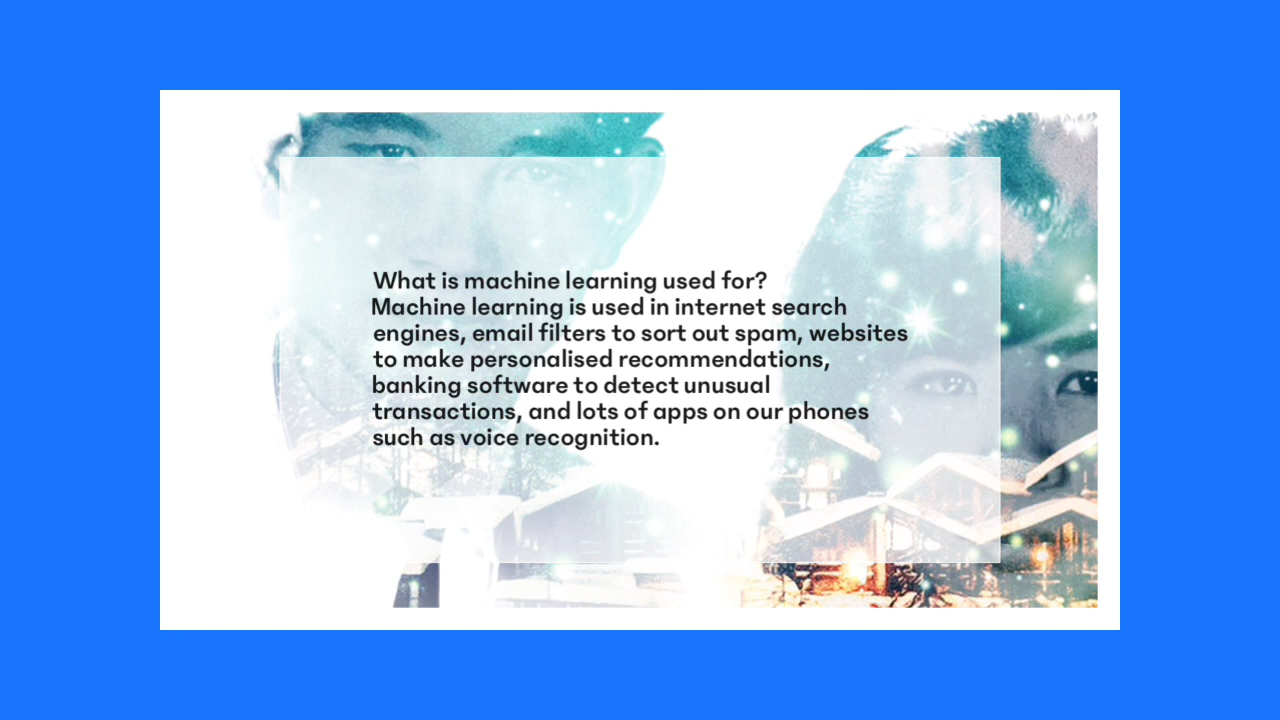 What is machine learning used for?
Machine learning is used in internet search
engines, email filters to sort out spam, websites
to make personalised recommendations,
banking software to detect unusual
transactions, and lots of apps on our phones
such as voice recognition.